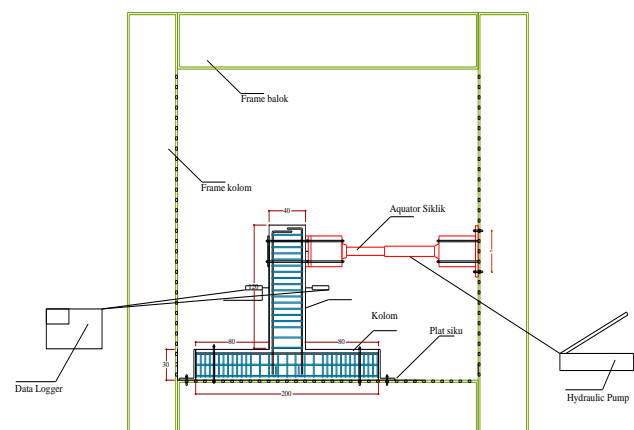 Frame balok
Frame kolom
40
Aquator Siklik
120
Kolom
80
80
Plat siku
30
200
Data Logger
Hydraulic Pump